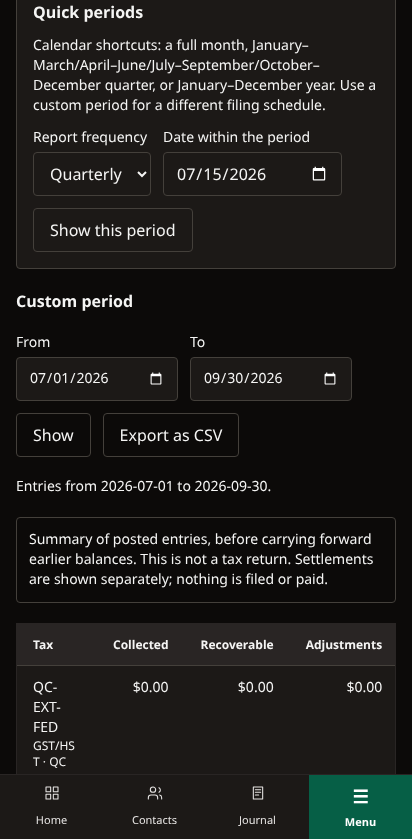 Quick periods
Calendar shortcuts: a full month, January–
March/April–June/July–September/October–
December quarter, or January–December year. Use a
custom period for a different filing schedule.
Report frequency Date within the period
Quarterly 07/15/2026
Show this period
Custom period
From To
07/01/2026 09/30/2026
Show Export as CSV
Entries from 2026-07-01 to 2026-09-30.
Summary of posted entries, before carrying forward
earlier balances. This is not a tax return. Settlements
are shown separately; nothing is filed or paid.
Tax Collected Recoverable Adjustments
QC- $0.00 $0.00 $0.00
EXT-
FED
GST/HS
T · QC
Home Contacts Journal Menu